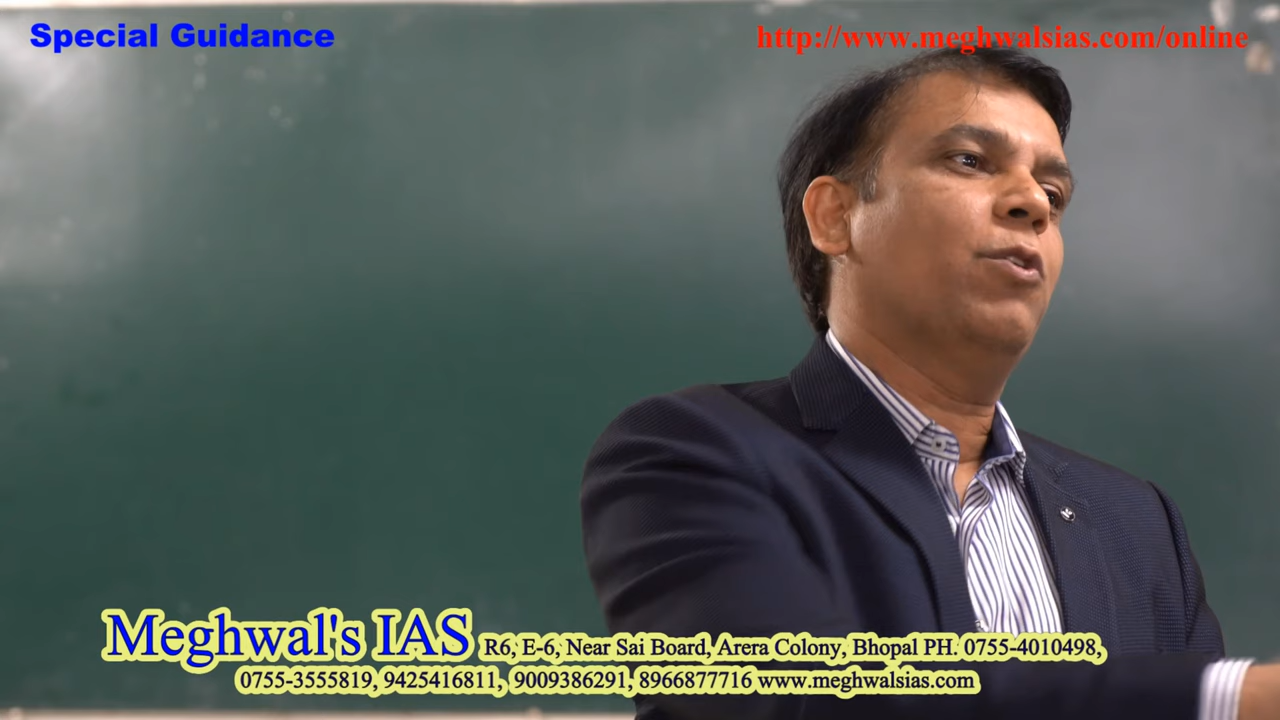 Special Guidance
http://www.meghwalsias.com/online
Meghwal's IAS R6, E-6, Near Sai Board, Arera Colony, Bhopal PH. 0755-4010498,
0755-3555819, 9425416811, 9009386291, 8966877716 www.meghwalsias.com